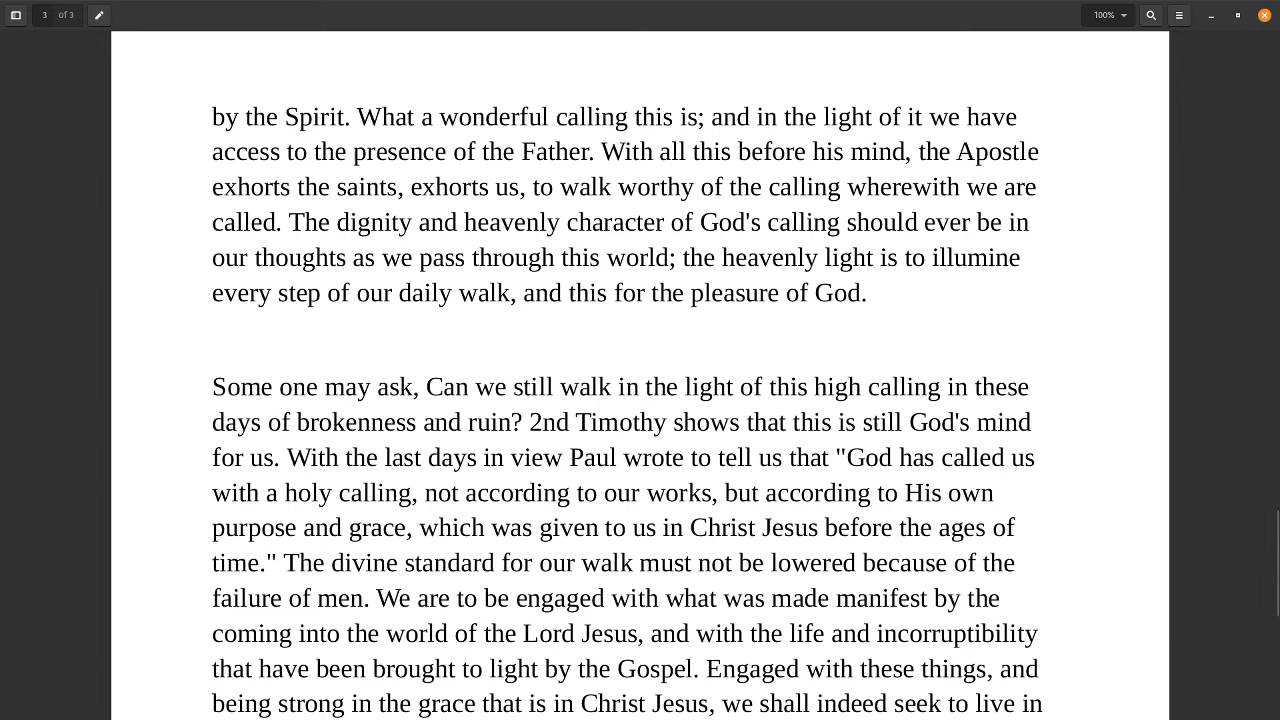 3 of 3
100%
by the Spirit. What a wonderful calling this is; and in the light of it we have
access to the presence of the Father. With all this before his mind, the Apostle
exhorts the saints, exhorts us, to walk worthy of the calling wherewith we are
called. The dignity and heavenly character of God's calling should ever be in
our thoughts as we pass through this world; the heavenly light is to illumine
every step of our daily walk, and this for the pleasure of God.
Some one may ask, Can we still walk in the light of this high calling in these
days of brokenness and ruin? 2nd Timothy shows that this is still God's mind
for us. With the last days in view Paul wrote to tell us that "God has called us
with a holy calling, not according to our works, but according to His own
purpose and grace, which was given to us in Christ Jesus before the ages of
time." The divine standard for our walk must not be lowered because of the
failure of men. We are to be engaged with what was made manifest by the
coming into the world of the Lord Jesus, and with the life and incorruptibility
that have been brought to light by the Gospel. Engaged with these things, and
being strong in the grace that is in Christ Jesus, we shall indeed seek to live in